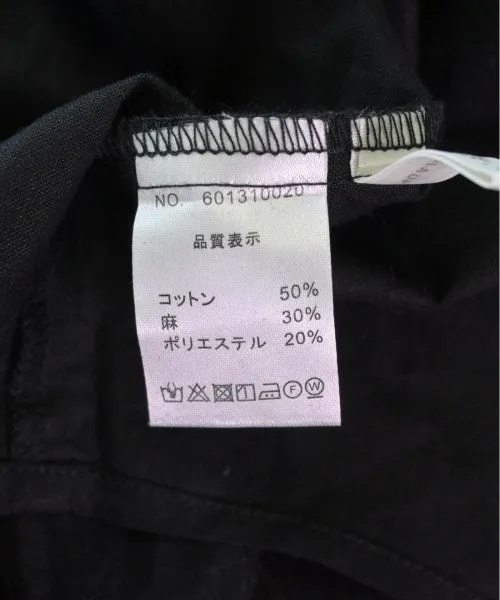 NO. 601310020
品質表示
コットン 50%
麻 30%
ポリエステル 20%
F W